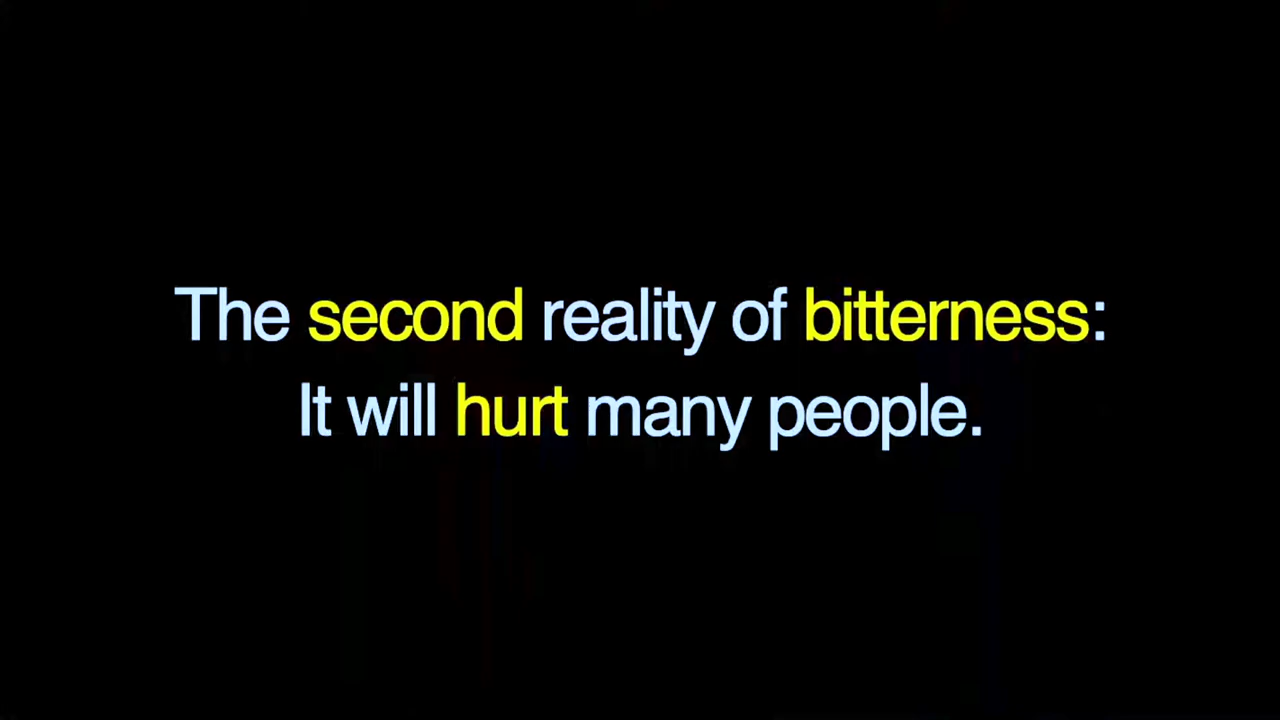 The second reality of bitterness:
It will hurt many people.